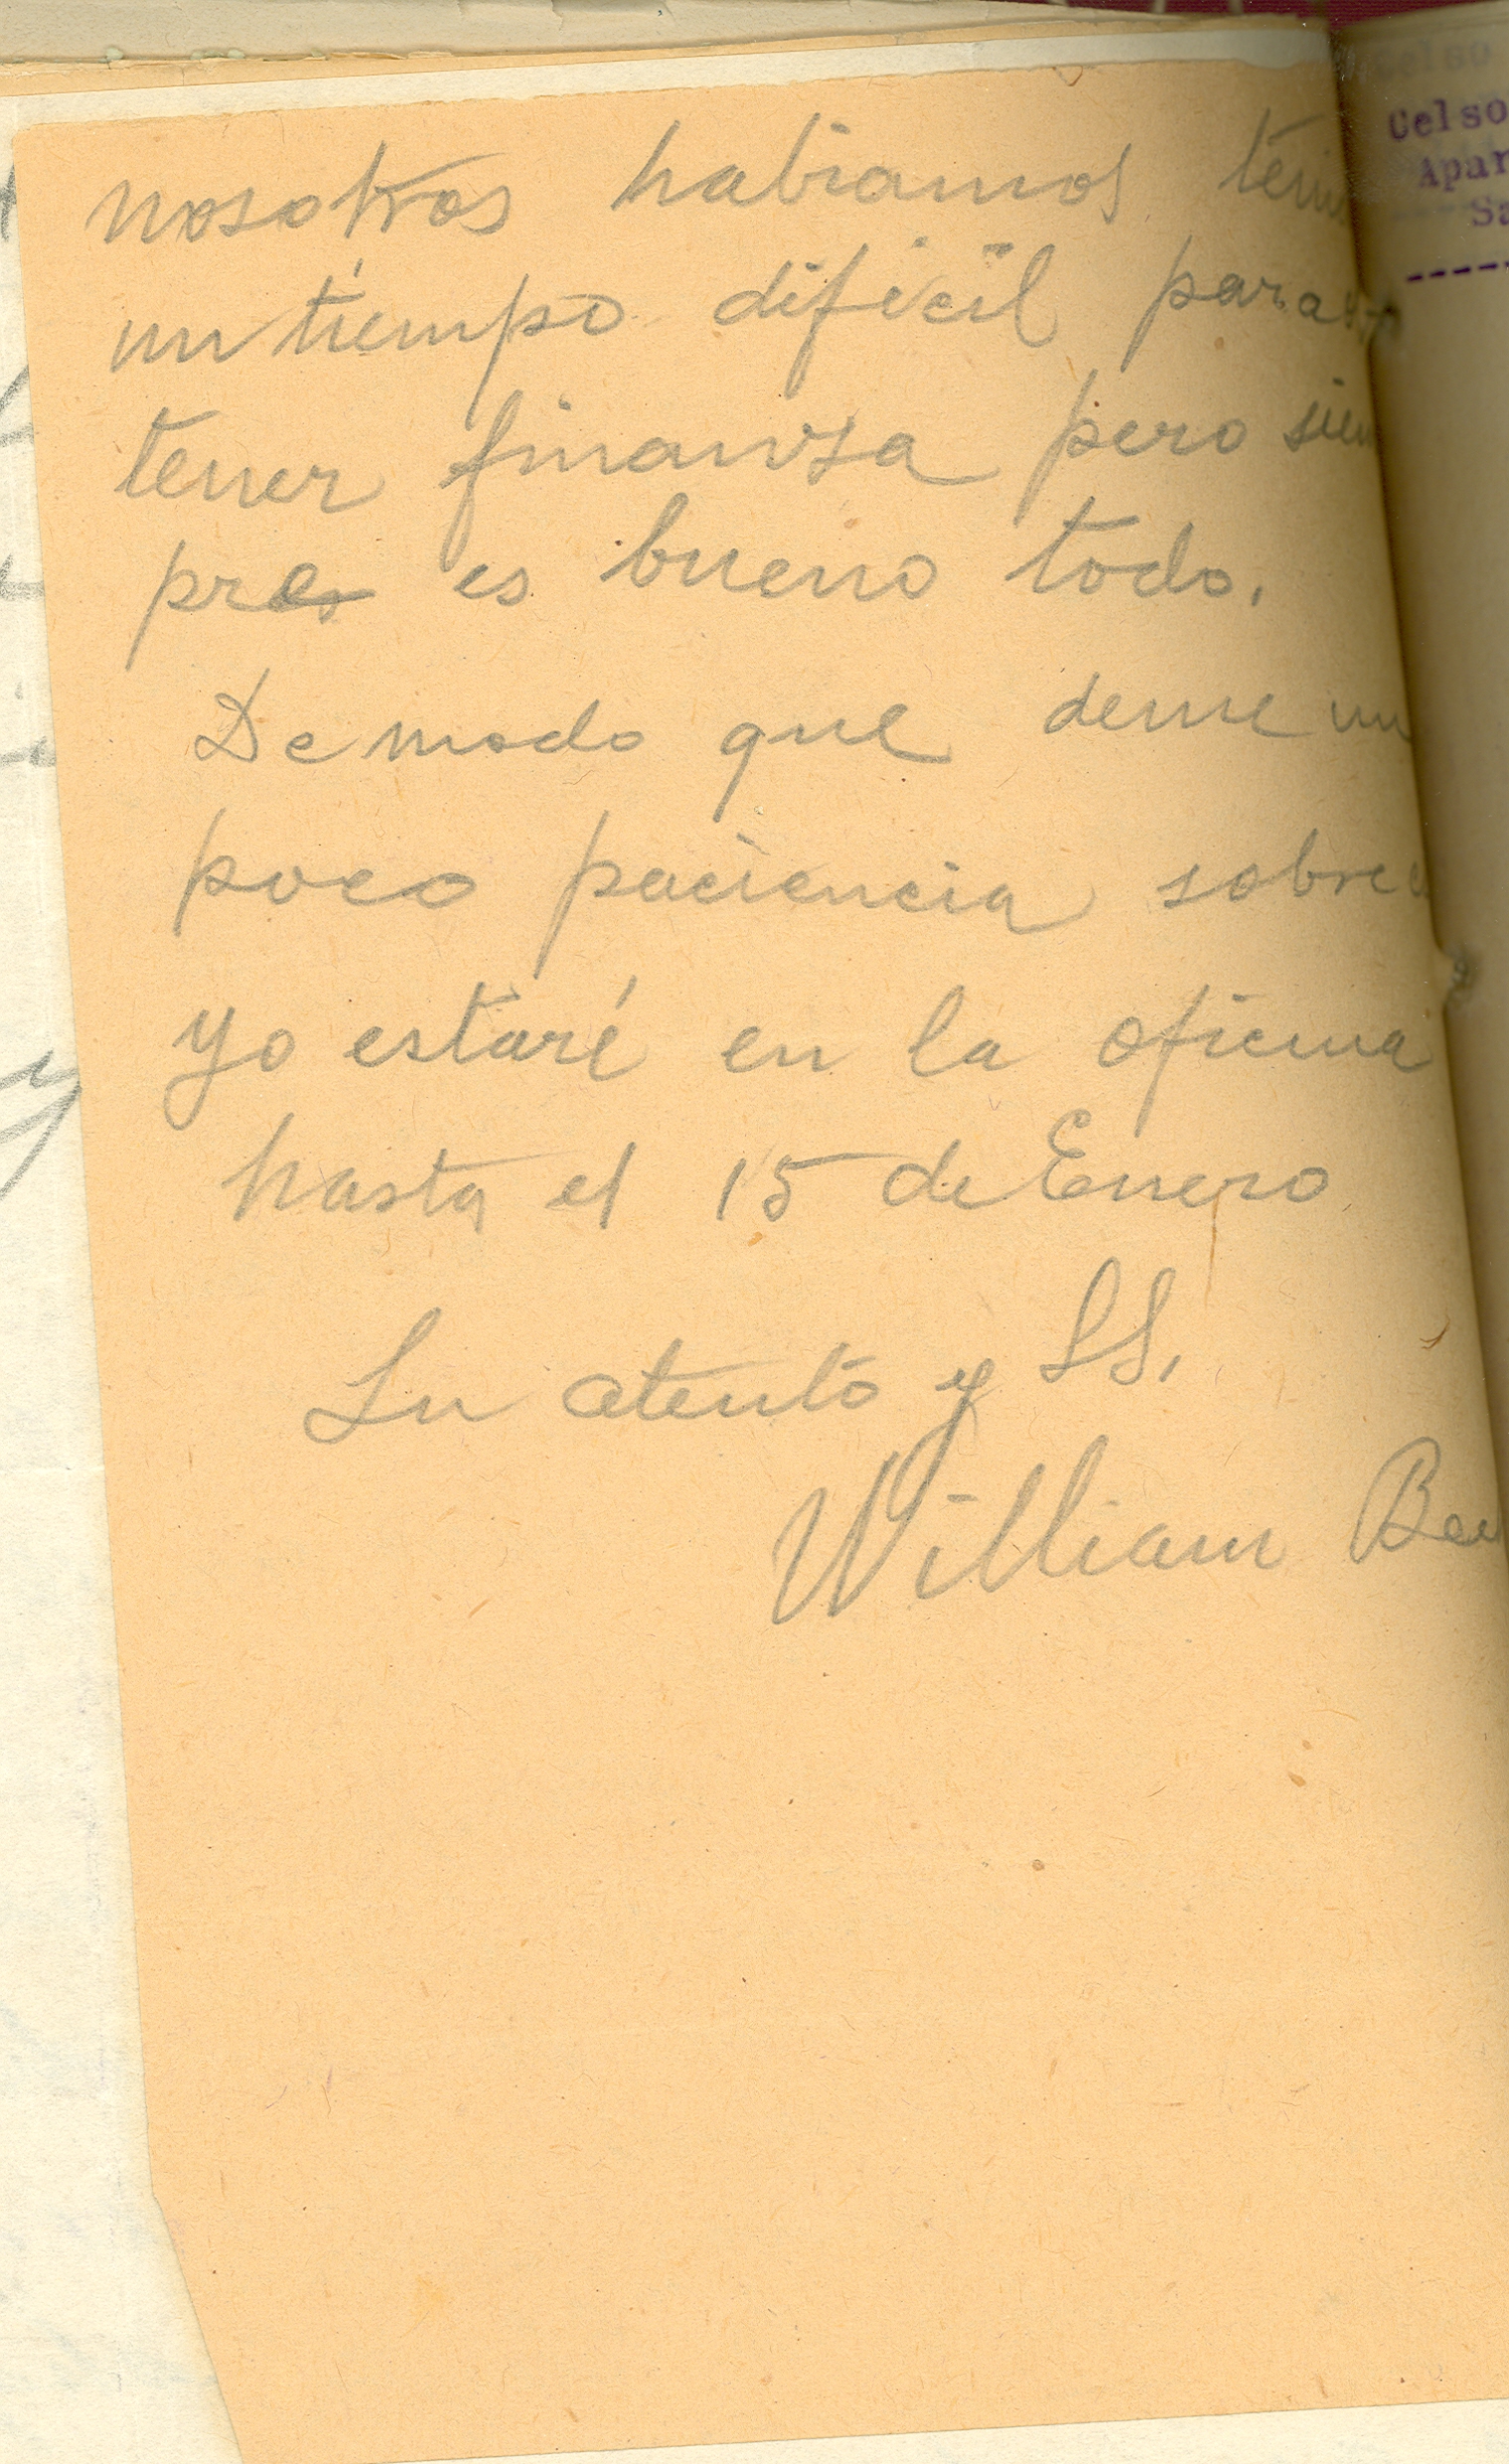 nosotros habiamos
un tiempo dificil para
tener finanza pero siem
pre es bueno todo.
De modo que deme un
poco paciencia sobre
yo estaré en la oficina
hasta el 15 de Enero
Su atento y SS.
William
Celso
Apar